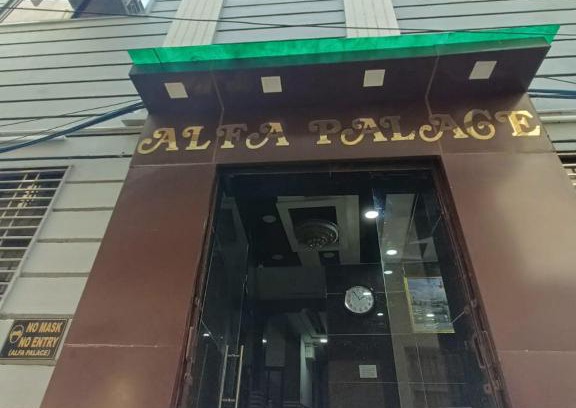 ALFA PALACE
NO MASK
NO ENTRY
(ALFA PALACE)